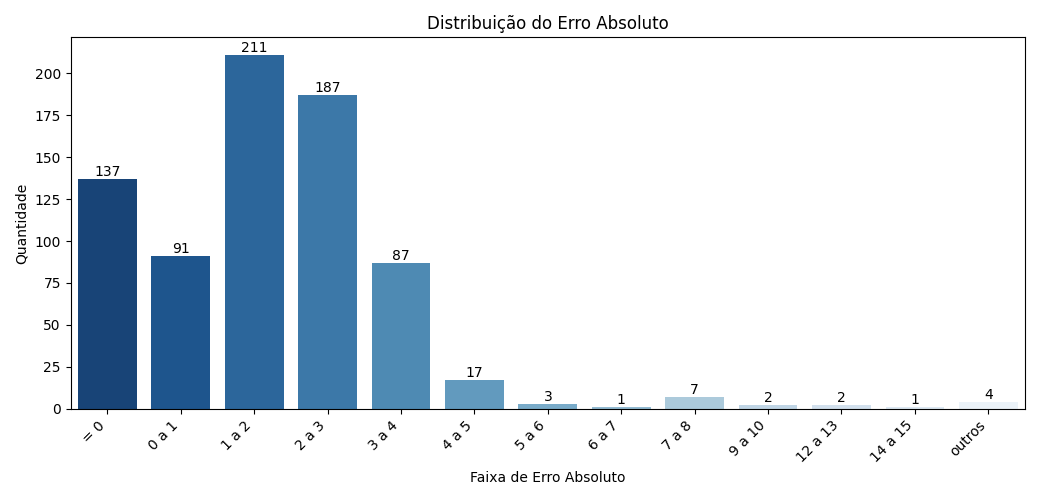 Distribuição do Erro Absoluto
Quantidade
200
175
150
125
100
75
50
25
0
137
91
211
187
87
17
3
1
7
2
2
1
4
= 0
0 a 1
1 a 2
2 a 3
3 a 4
4 a 5
5 a 6
6 a 7
7 a 8
9 a 10
12 a 13
14 a 15
outros
Faixa de Erro Absoluto